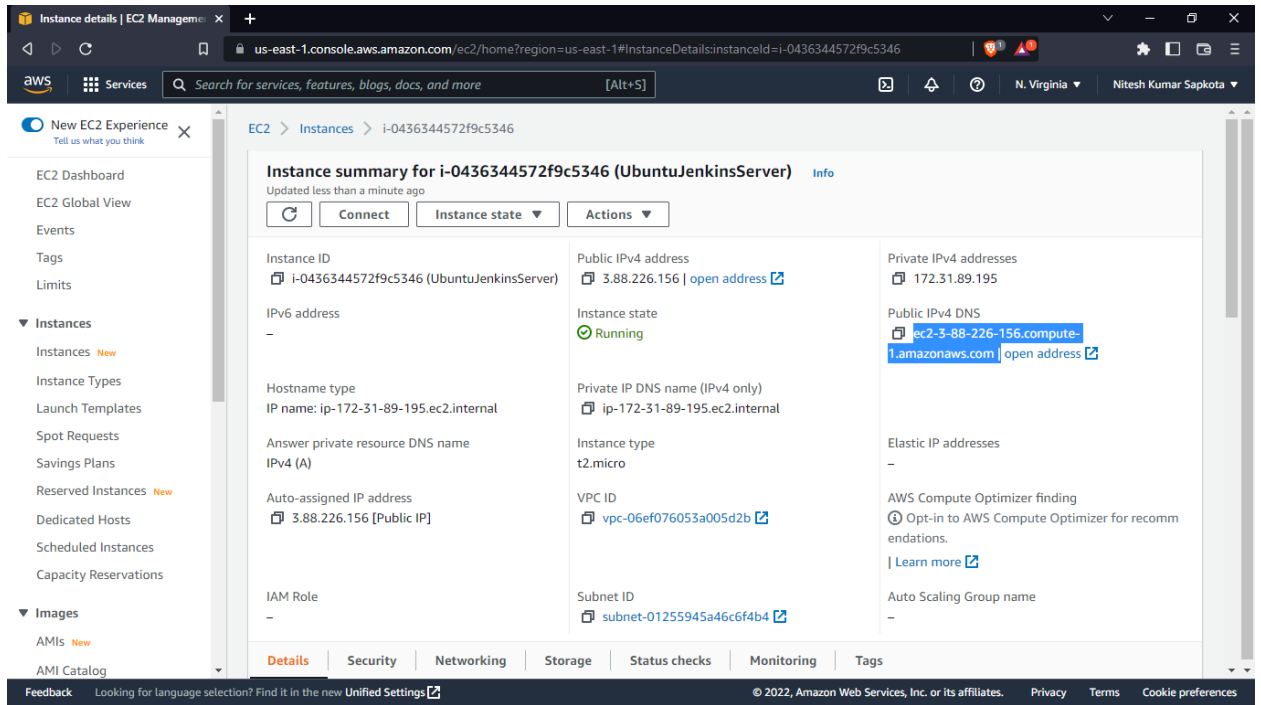 Instance details | EC2 Manageme
us-east-1.console.aws.amazon.com/ec2/home?region=us-east-1#InstanceDetails:instanceId=i-0436344572f9c5346
aws Services Search for services, features, blogs, docs, and more [Alt+S] N. Virginia ▼ Nitesh Kumar Sapkota ▼
New EC2 Experience
Tell us what you think
EC2 Dashboard
EC2 Global View
Events
Tags
Limits
Instances
Instances New
Instance Types
Launch Templates
Spot Requests
Savings Plans
Reserved Instances New
Dedicated Hosts
Scheduled Instances
Capacity Reservations
Images
AMIs New
AMI Catalog
EC2 > Instances > i-0436344572f9c5346
Instance summary for i-0436344572f9c5346 (UbuntuJenkinsServer) Info
Updated less than a minute ago
Connect Instance state ▼ Actions ▼
Instance ID
i-0436344572f9c5346 (UbuntuJenkinsServer)
Public IPv4 address
3.88.226.156 | open address
Private IPv4 addresses
172.31.89.195
IPv6 address
–
Instance state
Running
Public IPv4 DNS
ec2-3-88-226-156.compute-
1.amazonaws.com | open address
Hostname type
IP name: ip-172-31-89-195.ec2.internal
Private IP DNS name (IPv4 only)
ip-172-31-89-195.ec2.internal
Answer private resource DNS name
IPv4 (A)
Instance type
t2.micro
Elastic IP addresses
–
Auto-assigned IP address
3.88.226.156 [Public IP]
VPC ID
vpc-06ef076053a005d2b
AWS Compute Optimizer finding
Opt-in to AWS Compute Optimizer for recomm
endations.
| Learn more
IAM Role
–
Subnet ID
subnet-01255945a46c6f4b4
Auto Scaling Group name
–
Details Security Networking Storage Status checks Monitoring Tags
Feedback Looking for language selection? Find it in the new Unified Settings © 2022, Amazon Web Services, Inc. or its affiliates. Privacy Terms Cookie preferences